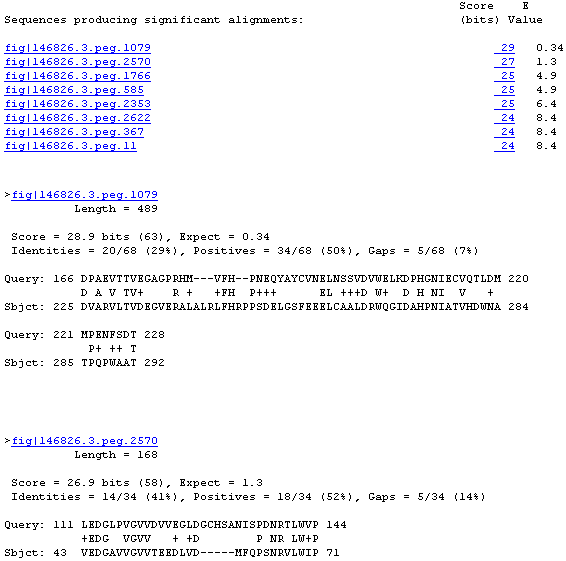 Score    E
Sequences producing significant alignments:                      (bits) Value

fig|146826.3.peg.1079                                                 29   0.34
fig|146826.3.peg.2570                                                 27   1.3
fig|146826.3.peg.1766                                                 25   4.9
fig|146826.3.peg.585                                                  25   4.9
fig|146826.3.peg.2353                                                 25   6.4
fig|146826.3.peg.2622                                                 24   8.4
fig|146826.3.peg.367                                                  24   8.4
fig|146826.3.peg.11                                                   24   8.4

>fig|146826.3.peg.1079
          Length = 489

 Score = 28.9 bits (63), Expect = 0.34
 Identities = 20/68 (29%), Positives = 34/68 (50%), Gaps = 5/68 (7%)

Query: 166 DPAEVTTVEGAGPRHM---VFH--PNEQYAYCVNELNSSVDVWELKDPHGNIECVQTLDM 220
           D A V TV+    R +   +FH  P+++      EL +++D W+  D H NI  V   +
Sbjct: 225 DVARVLTVDEGVERALALRLFHRPPSDELGSFEEELCAALDRWQGIDAHPNIATVHDWNA 284

Query: 221 MPENFSDT 228
            P+ ++ T
Sbjct: 285 TPQPWAAT 292

>fig|146826.3.peg.2570
          Length = 168

 Score = 26.9 bits (58), Expect = 1.3
 Identities = 14/34 (41%), Positives = 18/34 (52%), Gaps = 5/34 (14%)

Query: 111 LEDGLPVGVVDVVEGLDGCHSANISPDNRTLWVP 144
           +EDG  VGVV  + +D        P NR LW+P
Sbjct: 43  VEDGAVVGVVTEEDLVD-----MFQPSNRVLWIP 71